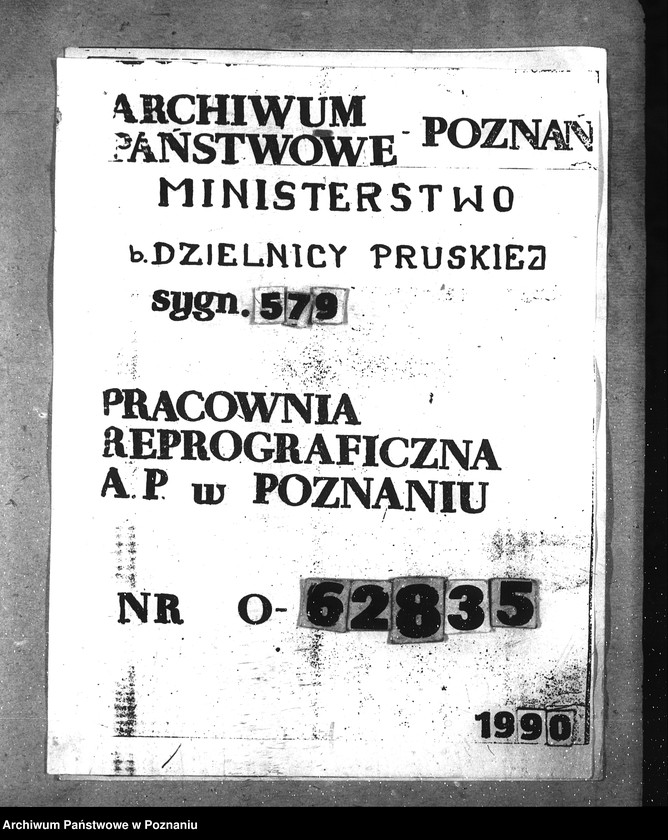 ARCHIWUM
PAŃSTWOWE - POZNAŃ
MINISTERSTWO
b. DZIELNICY PRUSKIEJ
sygn. 579
PRACOWNIA
REPROGRAFICZNA
A.P. w POZNANIU
NR O-62835
1990
Archiwum Państwowe w Poznaniu